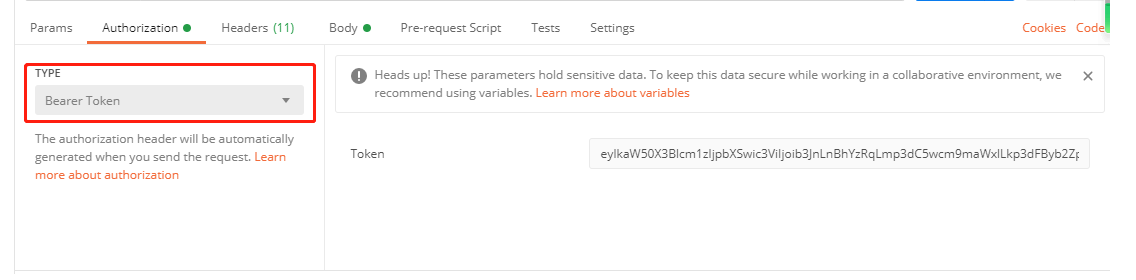 Params Authorization Headers (11) Body Pre-request Script Tests Settings Cookies Code
TYPE
Bearer Token
The authorization header will be automatically
generated when you send the request. Learn
more about authorization
Heads up! These parameters hold sensitive data. To keep this data secure while working in a collaborative environment, we
recommend using variables. Learn more about variables
Token